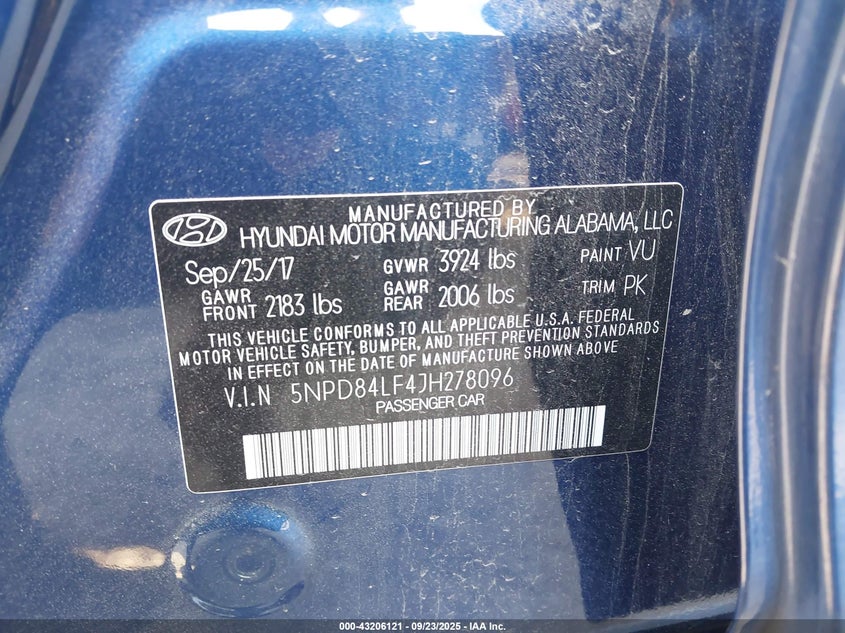 MANUFACTURED BY
HYUNDAI MOTOR MANUFACTURING ALABAMA, LLC
Sep/25/17 GVWR 3924 lbs PAINT VU
GAWR FRONT 2183 lbs GAWR REAR 2006 lbs TRIM PK
THIS VEHICLE CONFORMS TO ALL APPLICABLE U.S.A. FEDERAL
MOTOR VEHICLE SAFETY, BUMPER, AND THEFT PREVENTION STANDARDS
IN EFFECT ON THE DATE OF MANUFACTURE SHOWN ABOVE
V.I.N 5NPD84LF4JH278096
PASSENGER CAR
000-43206121 - 09/23/2025 - IAA Inc.